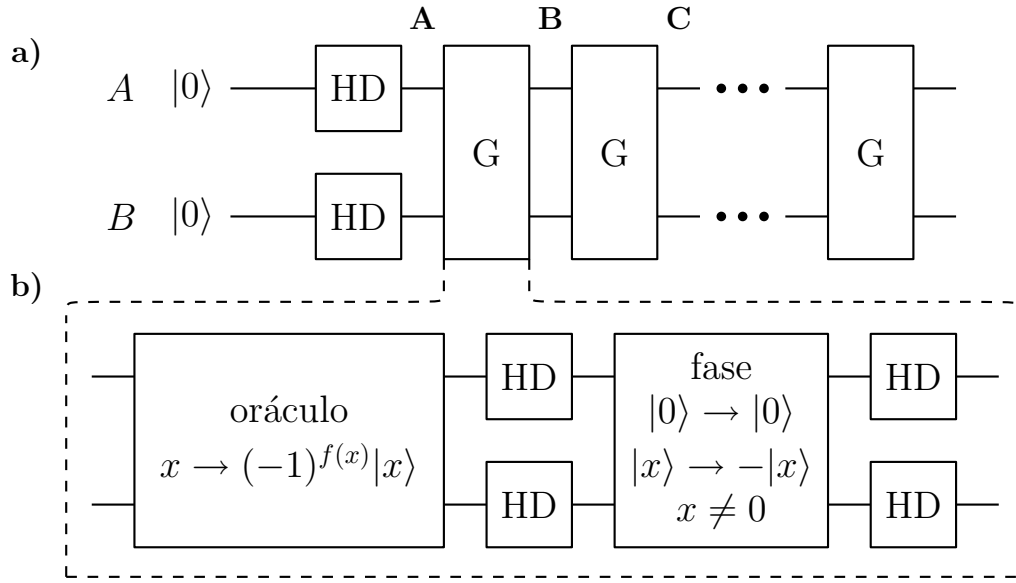 A B C
a)
A |0⟩ HD G G ••• G
B |0⟩ HD •••
b)
oráculo
x → (−1)^{f(x)}|x⟩
HD
HD
fase
|0⟩ → |0⟩
|x⟩ → −|x⟩
x ≠ 0
HD
HD